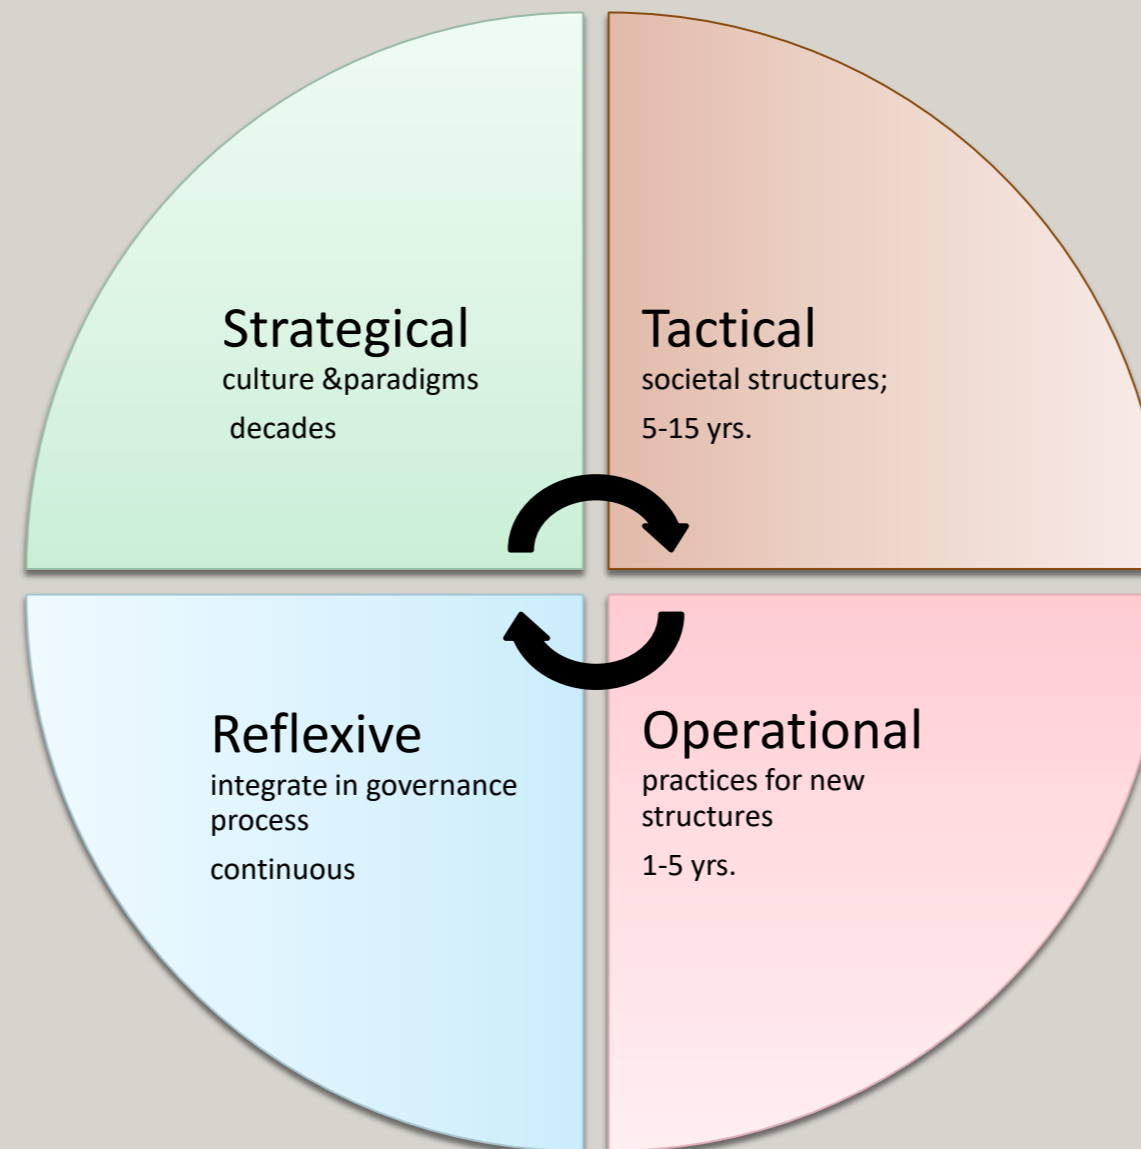 Strategical
culture &paradigms
decades
Tactical
societal structures;
5-15 yrs.
Reflexive
integrate in governance
process
continuous
Operational
practices for new
structures
1-5 yrs.